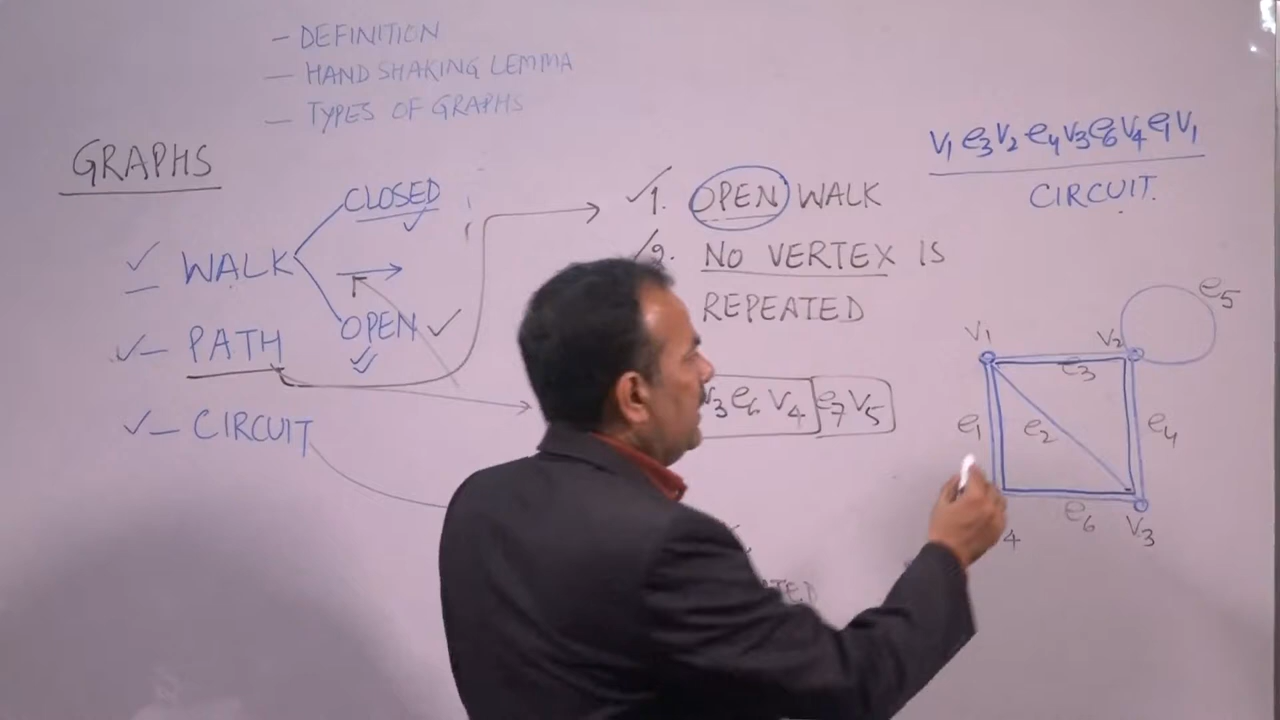 – DEFINITION
– HAND SHAKING LEMMA
– TYPES OF GRAPHS
GRAPHS
✓ WALK
CLOSED ✓
OPEN ✓
✓– PATH
✓– CIRCUIT
✓1. OPEN WALK
✓2. NO VERTEX IS
REPEATED
V3 e6 V4 e7 V5
V1 e3 V2 e4 V3 e6 V4 e1 V1
CIRCUIT.
e5
V1 V2
e3
e1 e2 e4
e6
4 V3